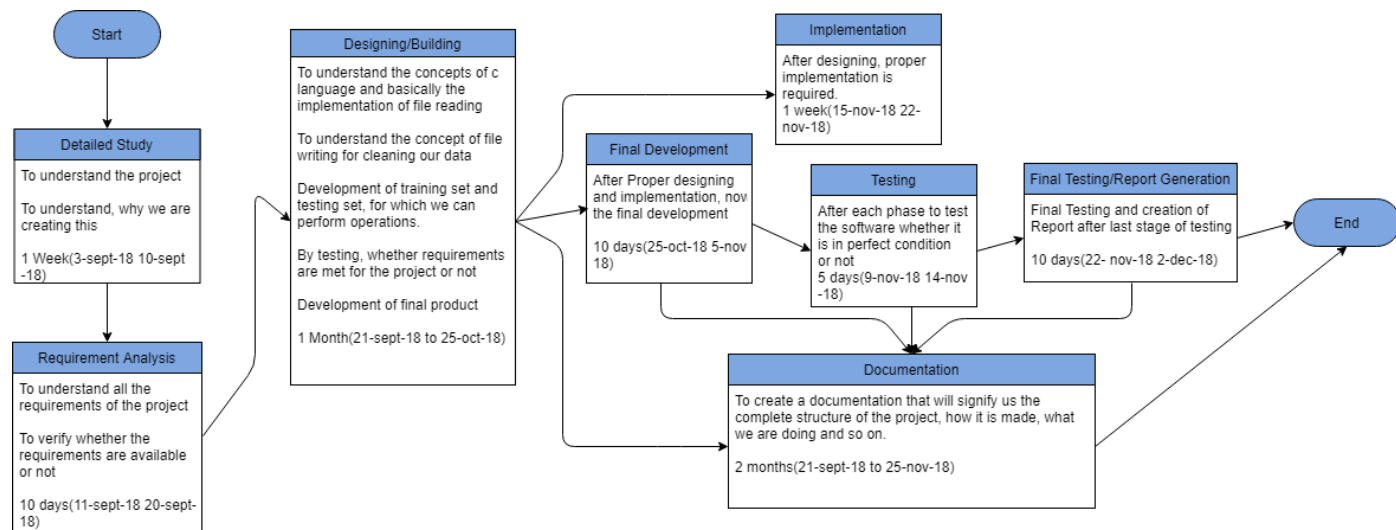 Start
Detailed Study
To understand the project
To understand, why we are
creating this
1 Week(3-sept-18 10-sept
-18)
Requirement Analysis
To understand all the
requirements of the project
To verify whether the
requirements are available
or not
10 days(11-sept-18 20-sept-
18)
Designing/Building
To understand the concepts of c
language and basically the
implementation of file reading
To understand the concept of file
writing for cleaning our data
Development of training set and
testing set, for which we can
perform operations.
By testing, whether requirements
are met for the project or not
Development of final product
1 Month(21-sept-18 to 25-oct-18)
Implementation
After designing, proper
implementation is
required.
1 week(15-nov-18 22-
nov-18)
Final Development
After Proper designing
and implementation, now
the final development
10 days(25-oct-18 5-nov
18)
Testing
After each phase to test
the software whether it
is in perfect condition
or not
5 days(9-nov-18 14-nov
-18)
Final Testing/Report Generation
Final Testing and creation of
Report after last stage of testing
10 days(22- nov-18 2-dec-18)
Documentation
To create a documentation that will signify us the
complete structure of the project, how it is made, what
we are doing and so on.
2 months(21-sept-18 to 25-nov-18)
End